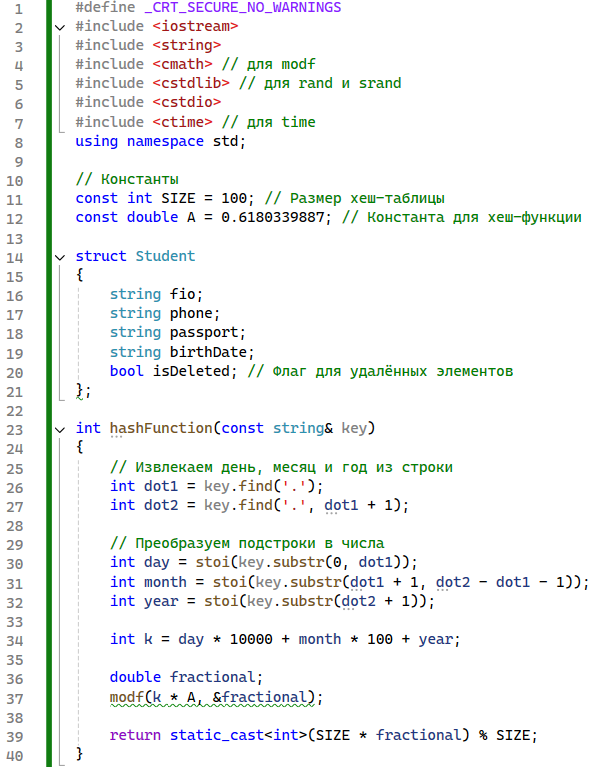 1 #define _CRT_SECURE_NO_WARNINGS
2 #include <iostream>
3 #include <string>
4 #include <cmath> // для modf
5 #include <cstdlib> // для rand и srand
6 #include <cstdio>
7 #include <ctime> // для time
8 using namespace std;
9
10 // Константы
11 const int SIZE = 100; // Размер хеш-таблицы
12 const double A = 0.6180339887; // Константа для хеш-функции
13
14 struct Student
15 {
16 string fio;
17 string phone;
18 string passport;
19 string birthDate;
20 bool isDeleted; // Флаг для удалённых элементов
21 };
22
23 int hashFunction(const string& key)
24 {
25 // Извлекаем день, месяц и год из строки
26 int dot1 = key.find('.');
27 int dot2 = key.find('.', dot1 + 1);
28
29 // Преобразуем подстроки в числа
30 int day = stoi(key.substr(0, dot1));
31 int month = stoi(key.substr(dot1 + 1, dot2 - dot1 - 1));
32 int year = stoi(key.substr(dot2 + 1));
33
34 int k = day * 10000 + month * 100 + year;
35
36 double fractional;
37 modf(k * A, &fractional);
38
39 return static_cast<int>(SIZE * fractional) % SIZE;
40 }